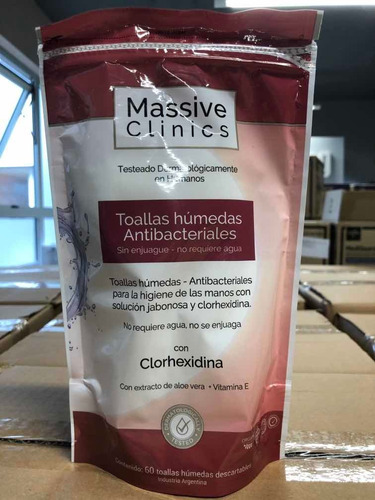 Massive
Clinics
Testeado Dermatológicamente
en Humanos
Toallas húmedas
Antibacteriales
Sin enjuague - no requiere agua
Toallas húmedas - Antibacteriales
para la higiene de las manos con
solución jabonosa y clorhexidina.
No requiere agua, no se enjuaga
con
Clorhexidina
Con extracto de aloe vera + Vitamina E
DERMATOLOGICALLY
TESTED
Contenido: 60 toallas húmedas descartables
Industria Argentina